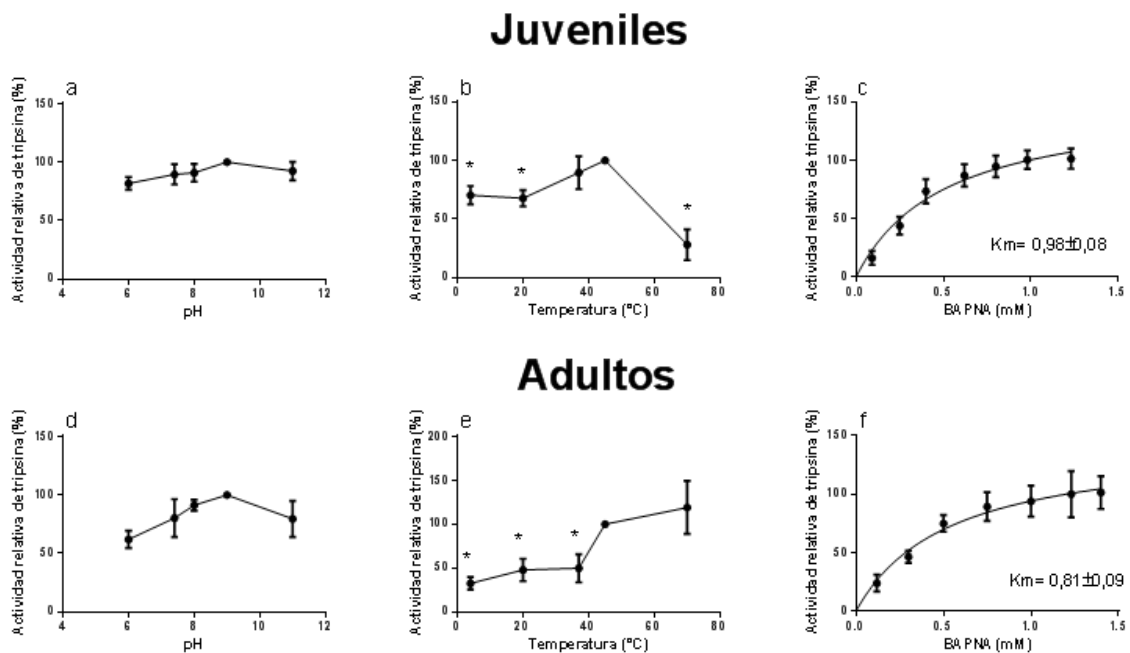 Juveniles
a
Actividad relativa de tripsina (%)
150
100
50
0
4
6
8
10
12
pH
b
Actividad relativa de tripsina (%)
150
100
50
0
*
*
*
0
20
40
60
80
Temperatura (ºC)
c
Actividad relativa de tripsina (%)
150
100
50
0
Km= 0,98±0,08
0.0
0.5
1.0
1.5
BAPNA (mM)
Adultos
d
Actividad relativa de tripsina (%)
150
100
50
0
4
6
8
10
12
pH
e
Actividad relativa de tripsina (%)
200
150
100
50
0
*
*
*
0
20
40
60
80
Temperatura (ºC)
f
Actividad relativa de tripsina (%)
150
100
50
0
Km= 0,81±0,09
0.0
0.5
1.0
1.5
BAPNA (mM)